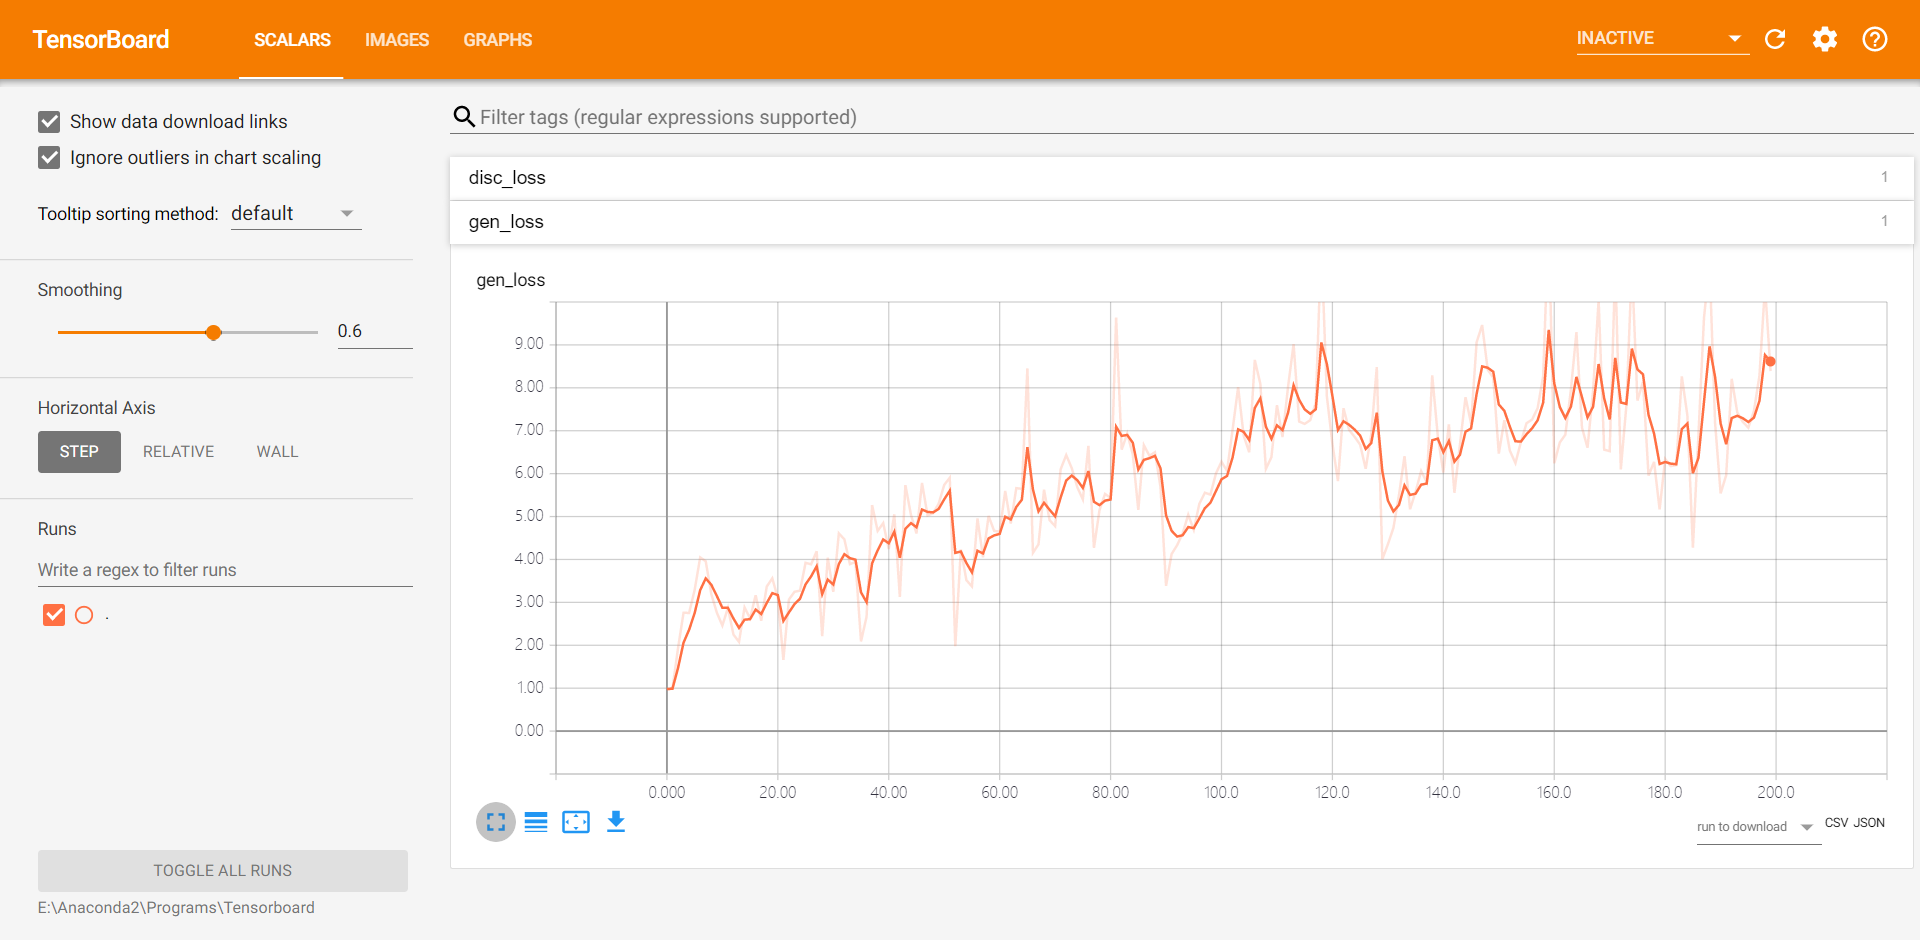 TensorBoard SCALARS IMAGES GRAPHS INACTIVE
Show data download links
Ignore outliers in chart scaling
Tooltip sorting method: default
Smoothing
0.6
Horizontal Axis
STEP RELATIVE WALL
Runs
Write a regex to filter runs
.
TOGGLE ALL RUNS
E:\Anaconda2\Programs\Tensorboard
Filter tags (regular expressions supported)
disc_loss 1
gen_loss 1
gen_loss
9.00
8.00
7.00
6.00
5.00
4.00
3.00
2.00
1.00
0.00
0.000 20.00 40.00 60.00 80.00 100.0 120.0 140.0 160.0 180.0 200.0
run to download CSV JSON